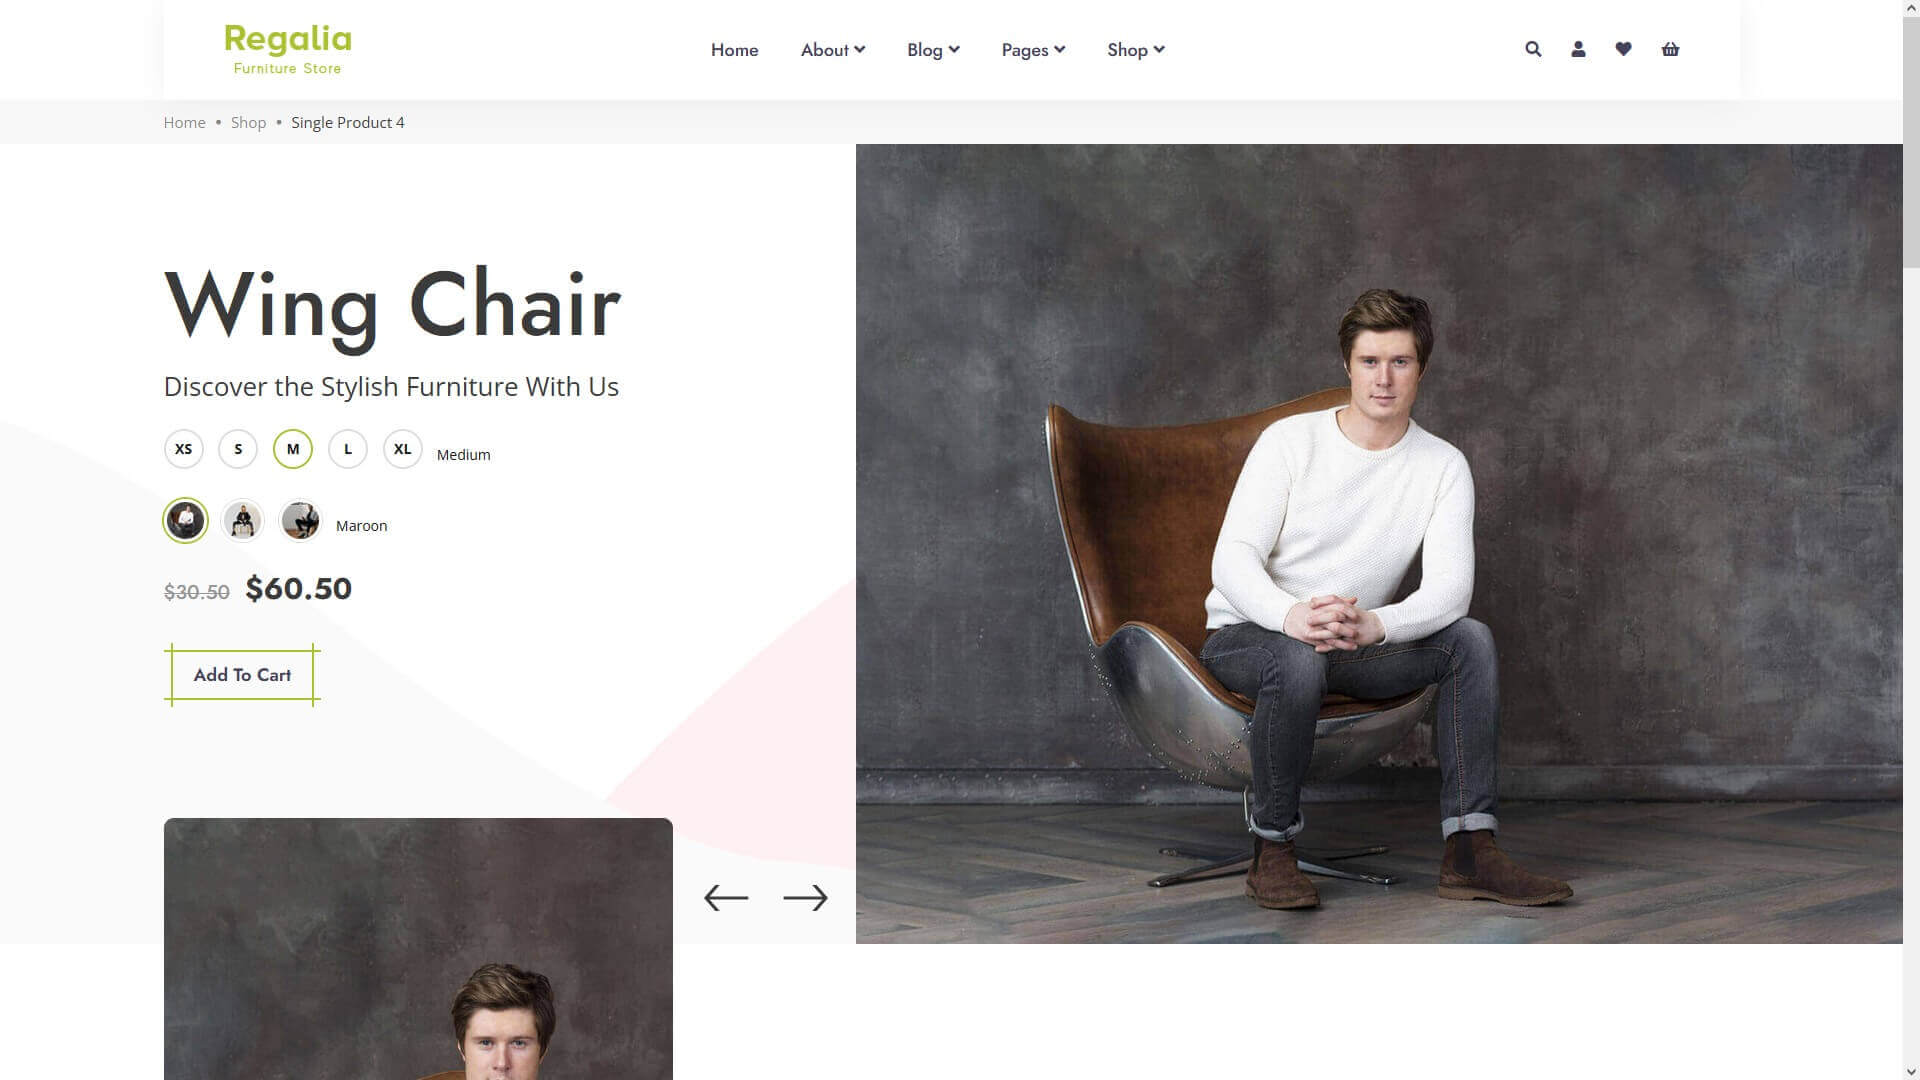 Regalia
Furniture Store
Home About Blog Pages Shop
Home • Shop • Single Product 4
Wing Chair
Discover the Stylish Furniture With Us
XS S M L XL Medium
Maroon
$30.50 $60.50
Add To Cart